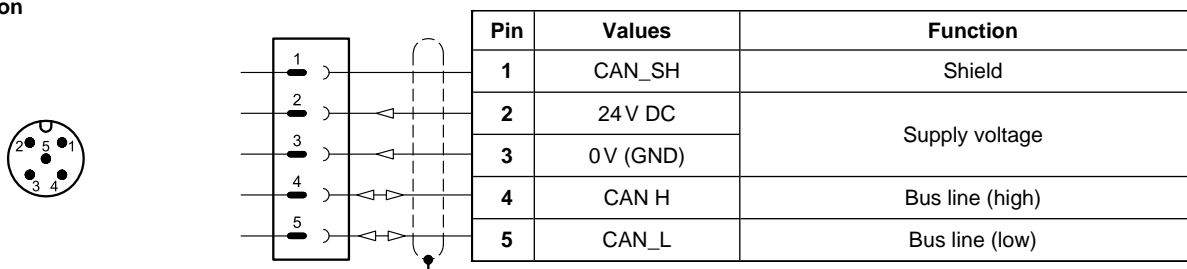 on
Pin Values Function
1 CAN_SH Shield
2 24 V DC Supply voltage
3 0 V (GND)
4 CAN H Bus line (high)
5 CAN_L Bus line (low)
1
2
3
4
5
2 5 1
3 4